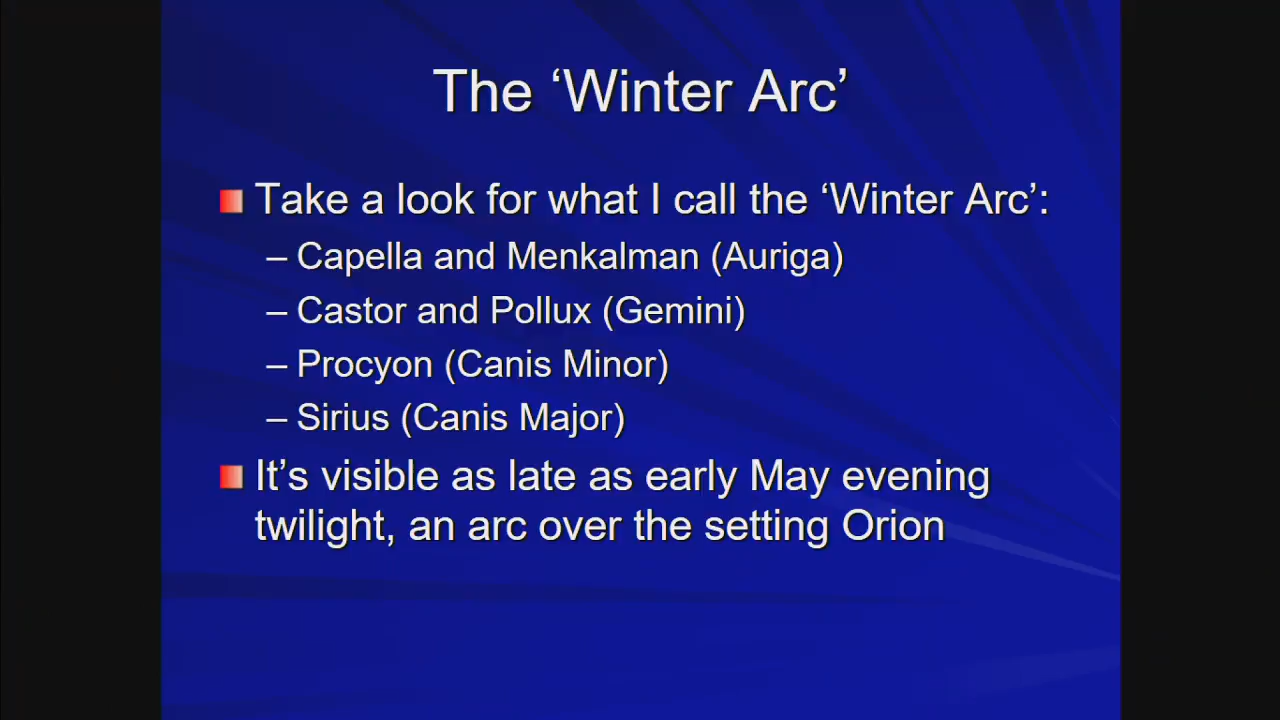 The ‘Winter Arc’
Take a look for what I call the ‘Winter Arc’:
– Capella and Menkalman (Auriga)
– Castor and Pollux (Gemini)
– Procyon (Canis Minor)
– Sirius (Canis Major)
It’s visible as late as early May evening
twilight, an arc over the setting Orion